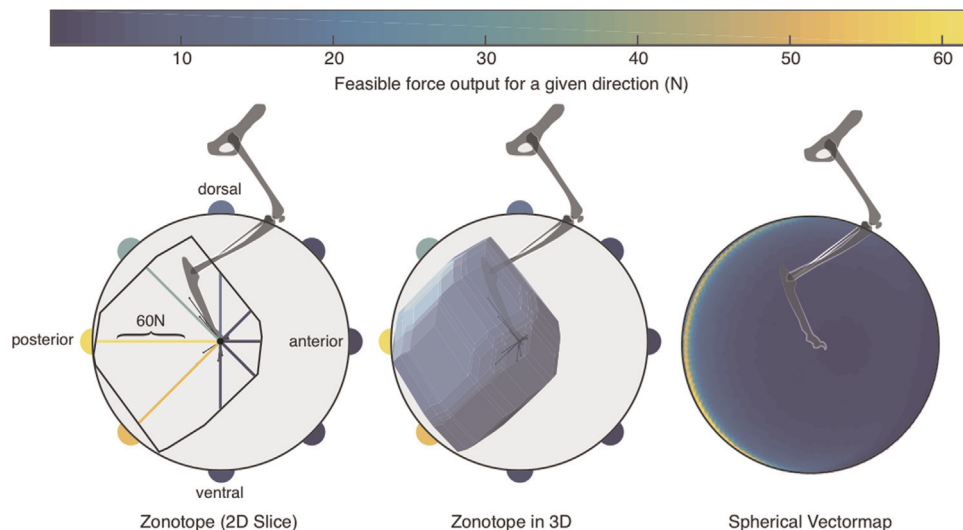 10 20 30 40 50 60
Feasible force output for a given direction (N)
dorsal
60N
posterior
anterior
ventral
Zonotope (2D Slice)
Zonotope in 3D
Spherical Vectormap